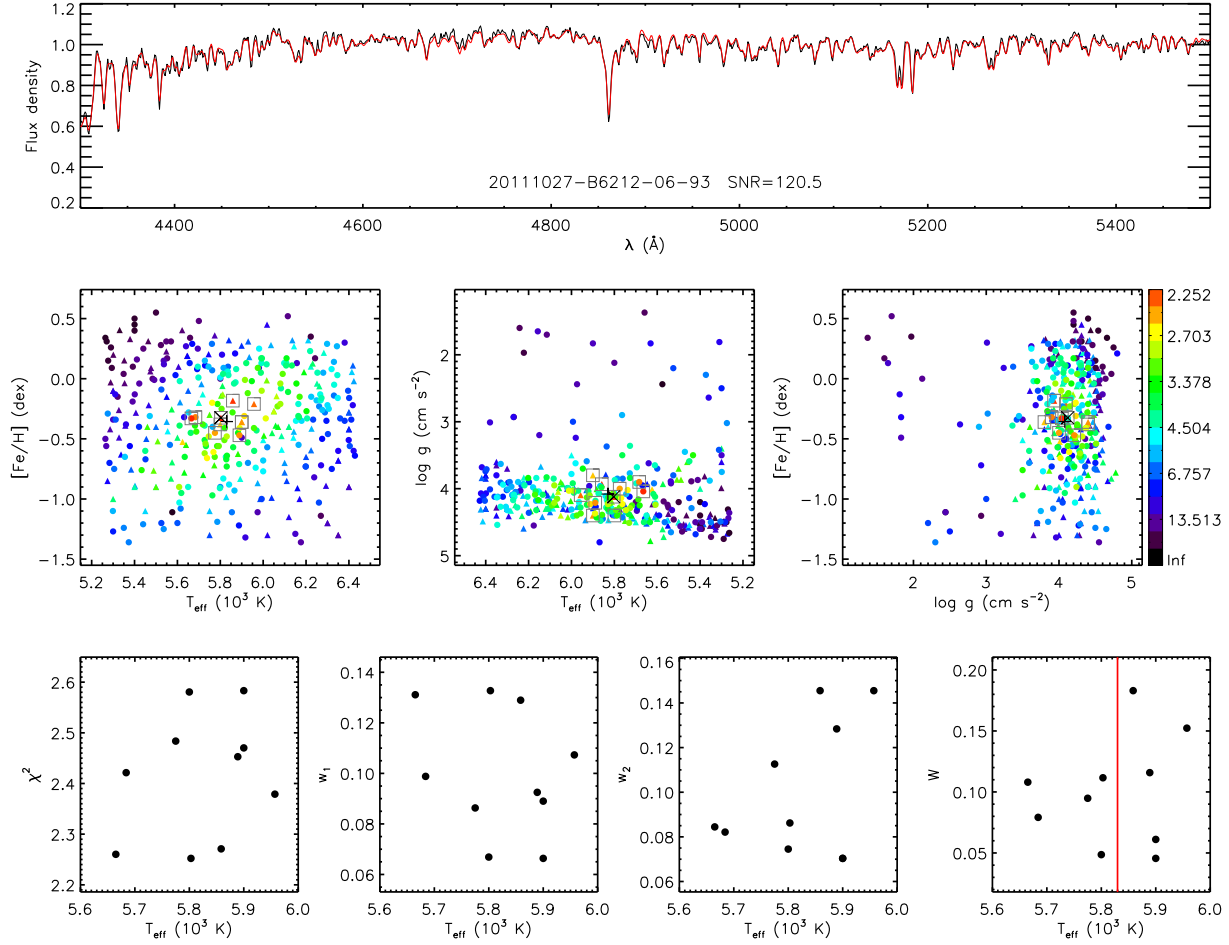 1.2
1.0
0.8
0.6
0.4
0.2
Flux density
20111027−B6212−06−93 SNR=120.5
4400 4600 4800 5000 5200 5400
λ (Å)
0.5
0.0
−0.5
−1.0
−1.5
[Fe/H] (dex)
5.2 5.4 5.6 5.8 6.0 6.2 6.4
T_eff (10³ K)
2
3
4
5
log g (cm s⁻²)
6.4 6.2 6.0 5.8 5.6 5.4 5.2
T_eff (10³ K)
0.5
0.0
−0.5
−1.0
−1.5
[Fe/H] (dex)
2 3 4 5
log g (cm s⁻²)
2.252
2.703
3.378
4.504
6.757
13.513
Inf
2.6
2.5
2.4
2.3
2.2
χ²
5.6 5.7 5.8 5.9 6.0
T_eff (10³ K)
0.14
0.12
0.10
0.08
0.06
w₁
5.6 5.7 5.8 5.9 6.0
T_eff (10³ K)
0.16
0.14
0.12
0.10
0.08
0.06
w₂
5.6 5.7 5.8 5.9 6.0
T_eff (10³ K)
0.20
0.15
0.10
0.05
W
5.6 5.7 5.8 5.9 6.0
T_eff (10³ K)